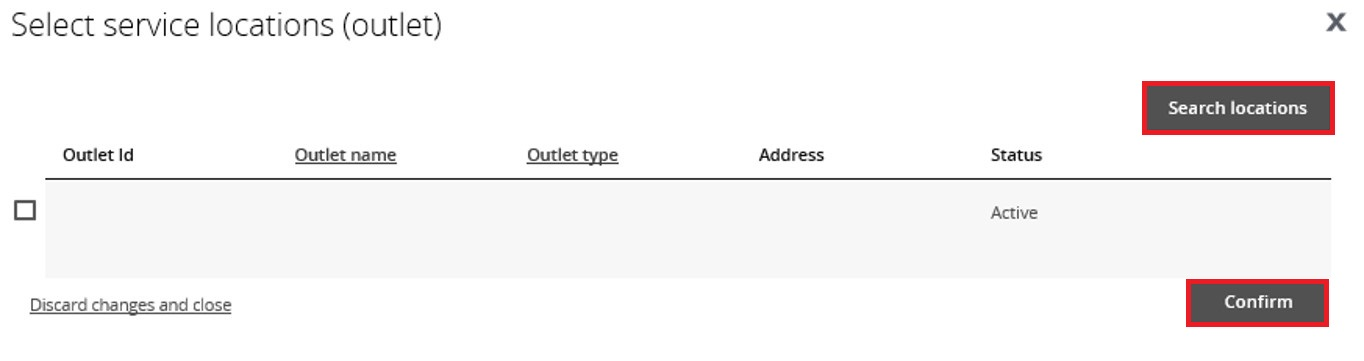 Select service locations (outlet)
X
Search locations
Outlet Id Outlet name Outlet type Address Status
Active
Discard changes and close Confirm